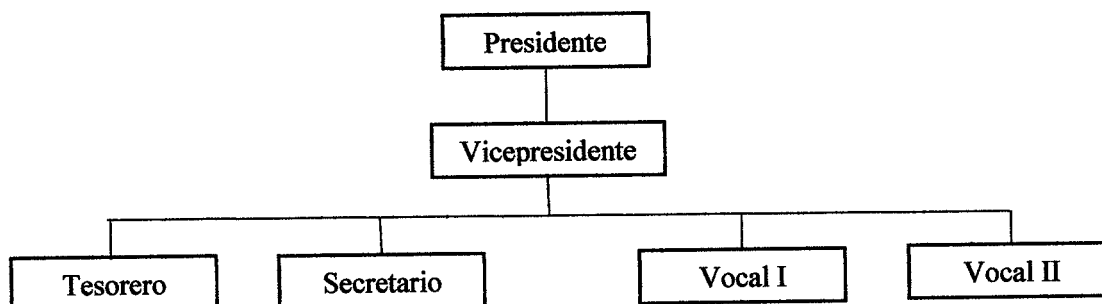 Presidente
Vicepresidente
Tesorero
Secretario
Vocal I
Vocal II